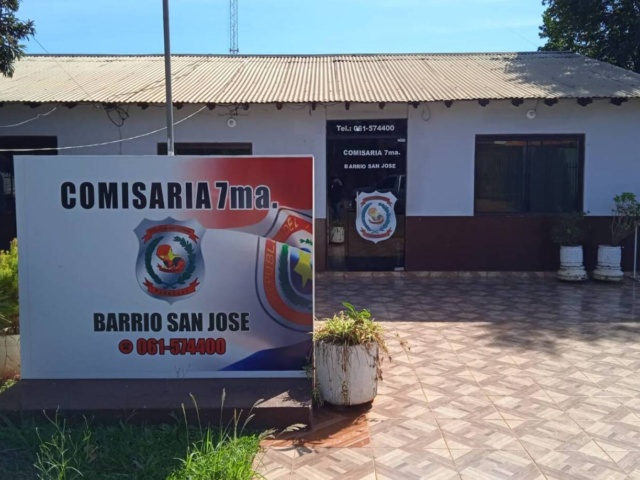 Tel.: 061-574400
COMISARIA 7ma.
BARRIO SAN JOSE
COMISARIA 7ma.
BARRIO SAN JOSE
061-574400